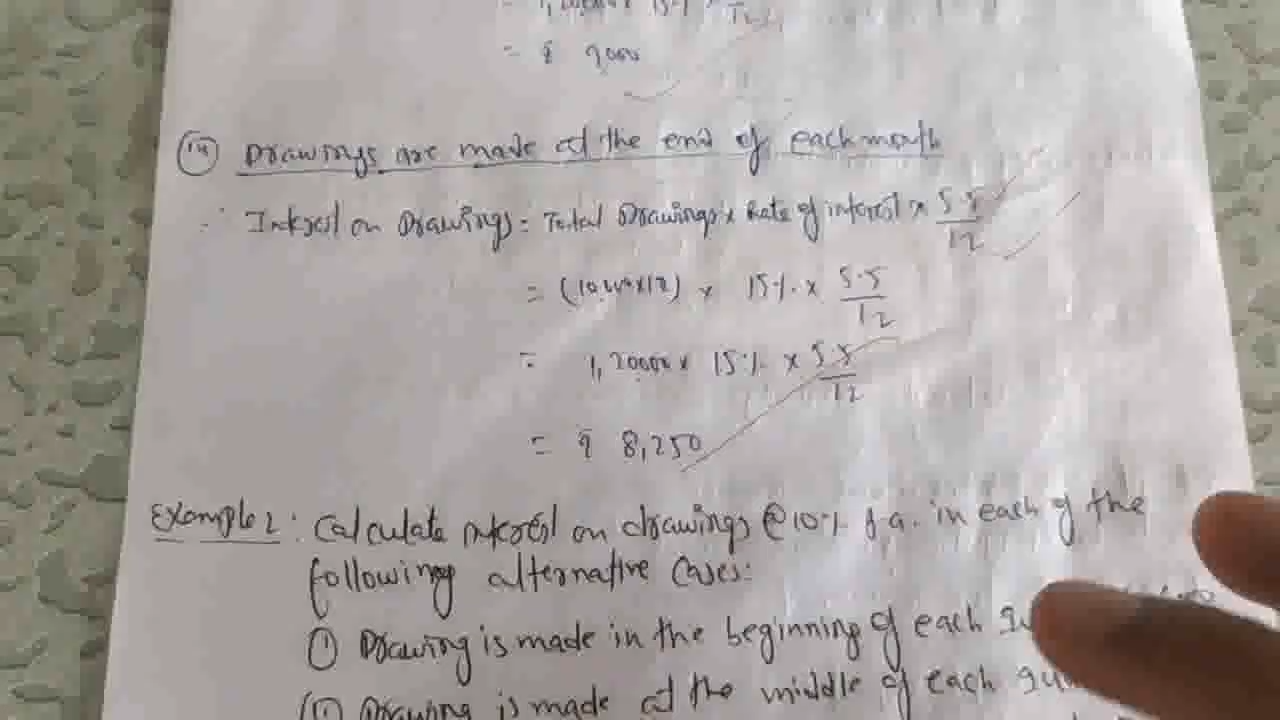 = ₹ 9000
Drawings are made at the end of each month
∴ Interest on Drawings = Total Drawings x Rate of interest x 5.5/12
= (10,000x12) x 15% x 5.5/12
= 1,20000 x 15% x 5.5/12
= ₹ 8,250
Example 2: Calculate interest on drawings @ 10% p.a. in each of the
following alternative cases:
(i) Drawing is made in the beginning of each
(ii) Drawing is made at the middle of each